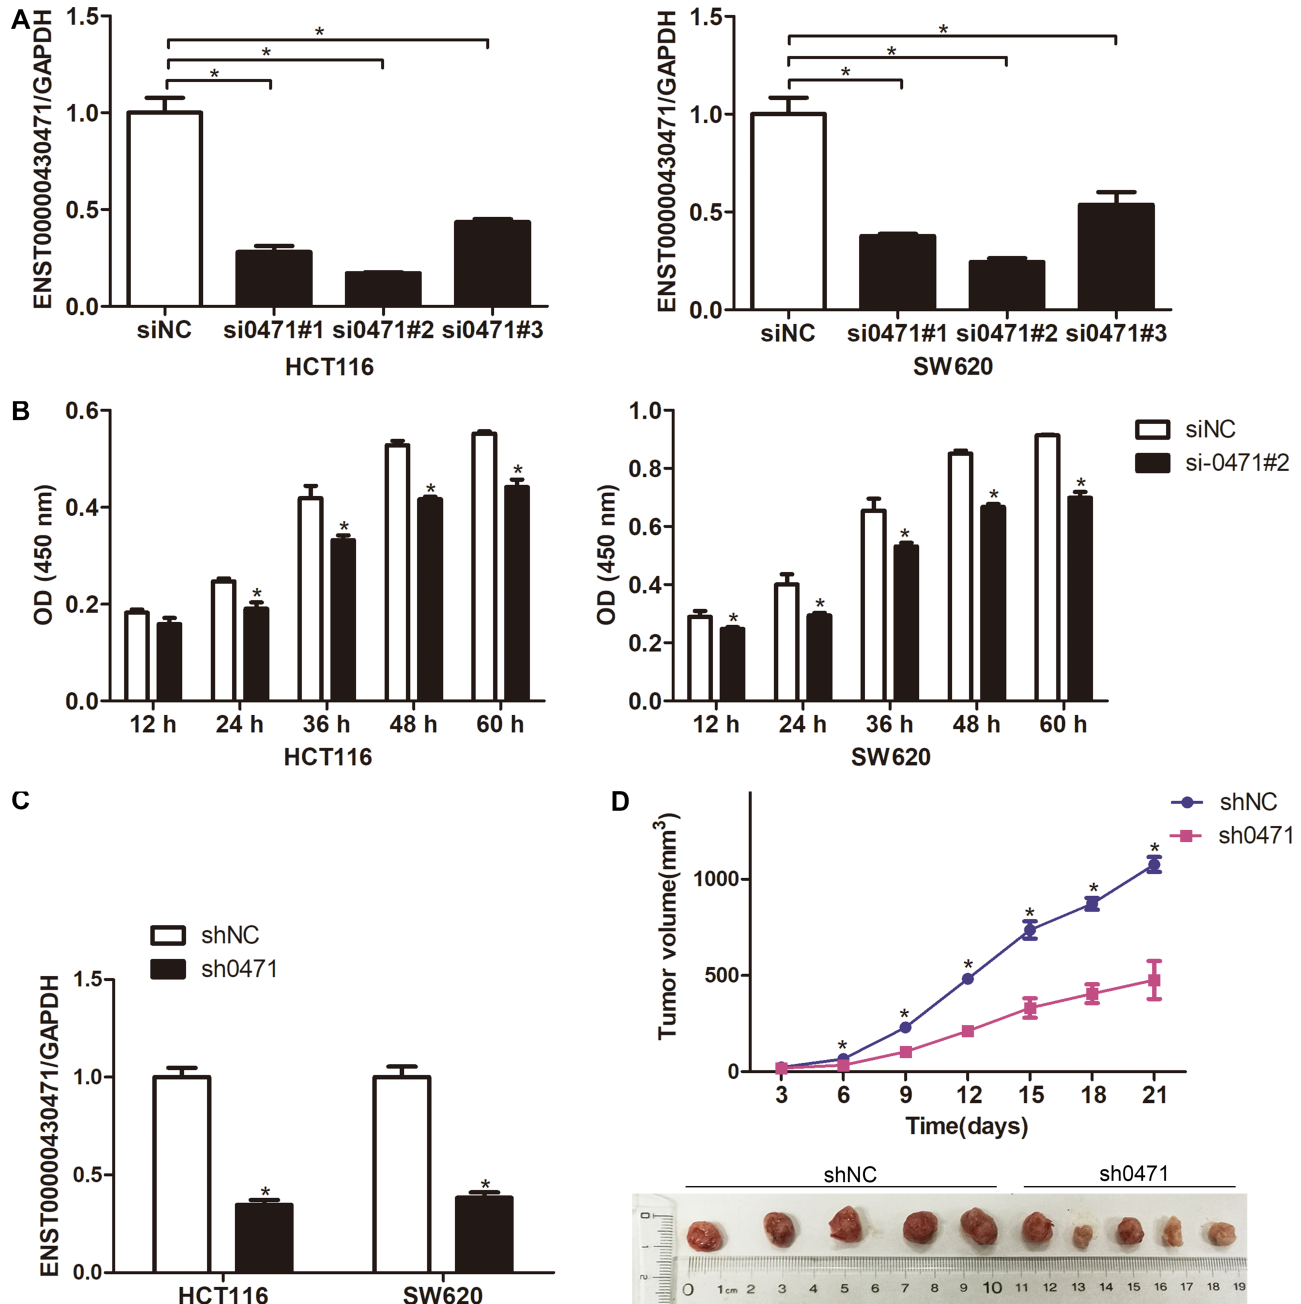 A
ENST00000430471/GAPDH
1.5
1.0
0.5
0.0
* * *
siNC si0471#1 si0471#2 si0471#3
HCT116
ENST00000430471/GAPDH
1.5
1.0
0.5
0.0
* * *
siNC si0471#1 si0471#2 si0471#3
SW620
B
OD (450 nm)
0.6
0.4
0.2
0.0
* * * *
12 h 24 h 36 h 48 h 60 h
HCT116
OD (450 nm)
1.0
0.8
0.6
0.4
0.2
0.0
* * * * *
12 h 24 h 36 h 48 h 60 h
SW620
siNC
si-0471#2
C
shNC
sh0471
ENST00000430471/GAPDH
1.5
1.0
0.5
0.0
* *
HCT116 SW620
D
shNC
sh0471
Tumor volume(mm3)
1000
500
0
* * * * * *
3 6 9 12 15 18 21
Time(days)
shNC sh0471
0
1
2
0 1cm 2 3 4 5 6 7 8 9 10 11 12 13 14 15 16 17 18 19